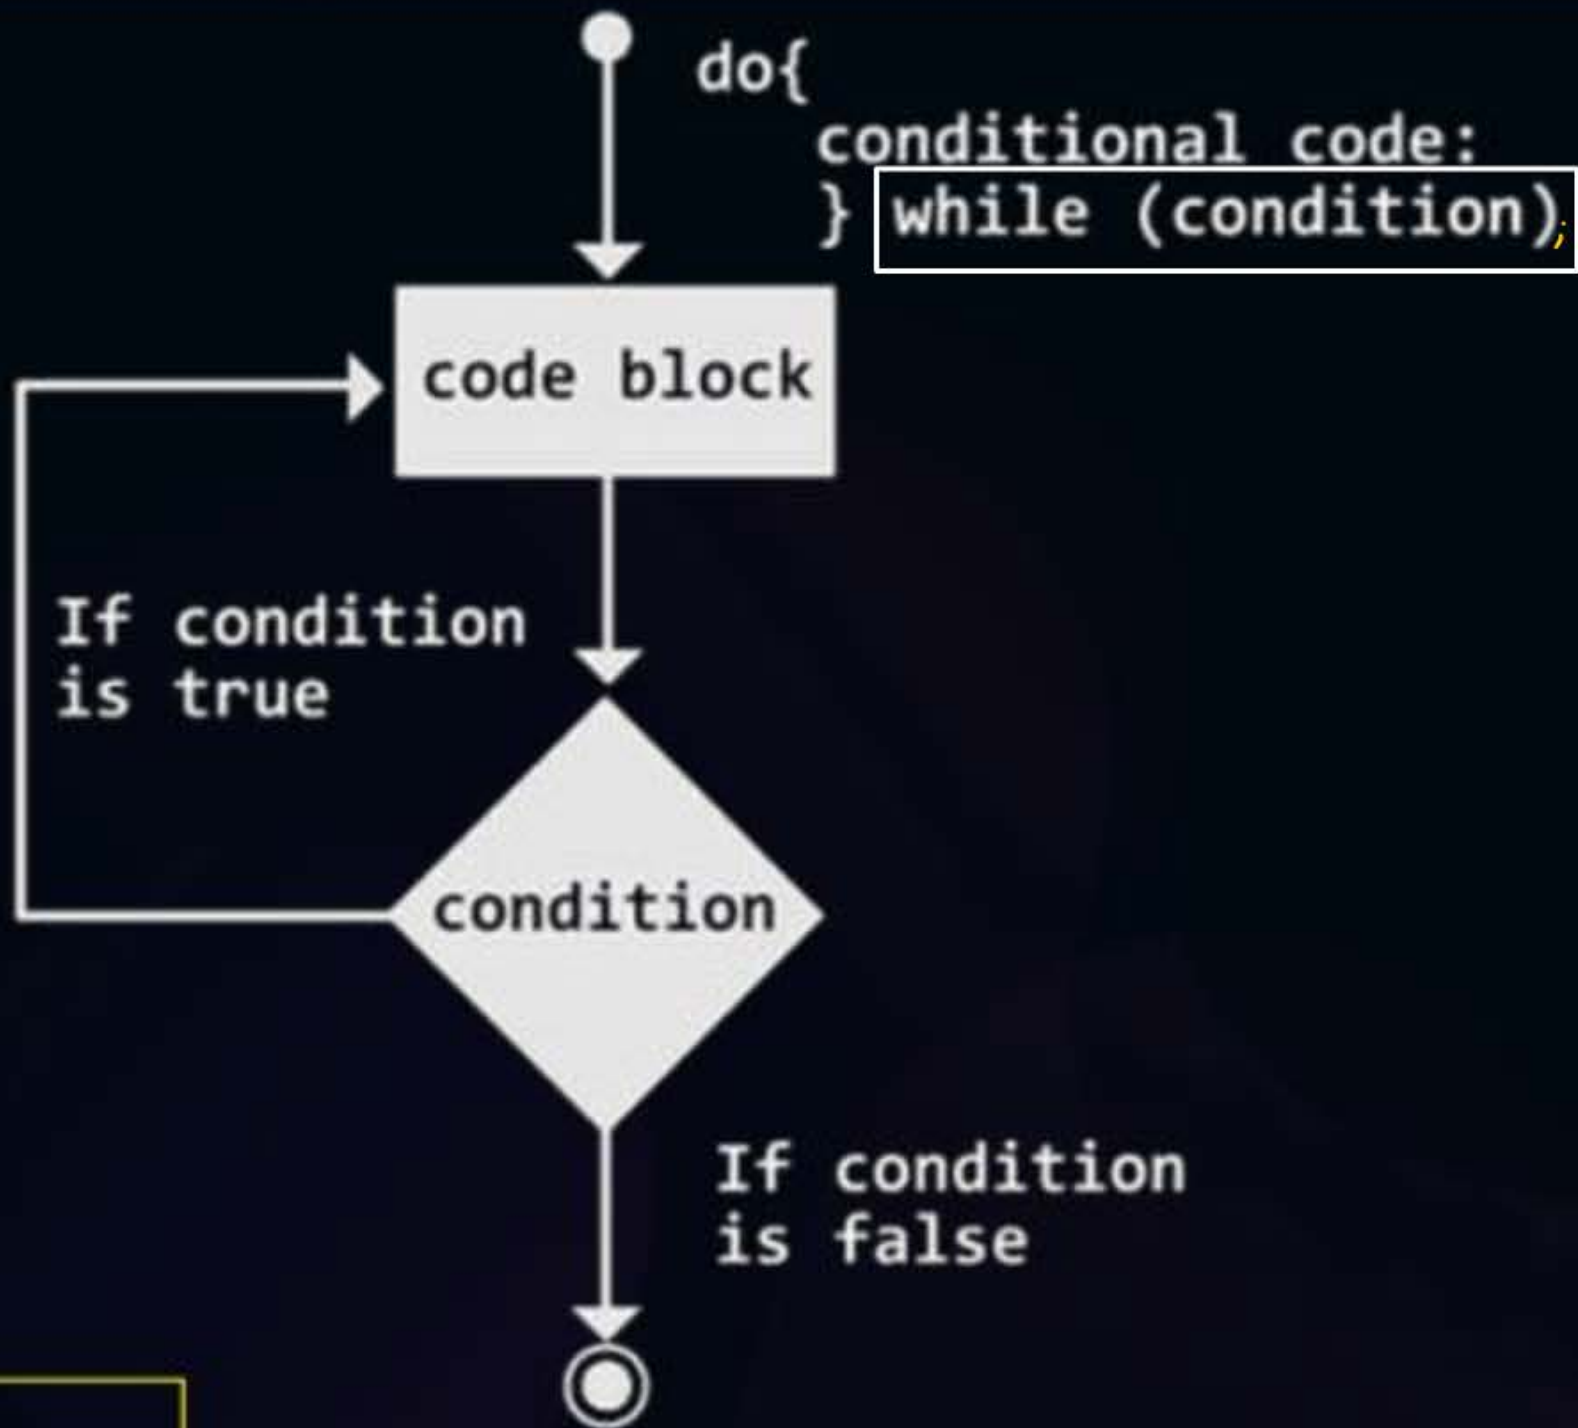 do{
conditional code:
} while (condition);
code block
If condition
is true
condition
If condition
is false